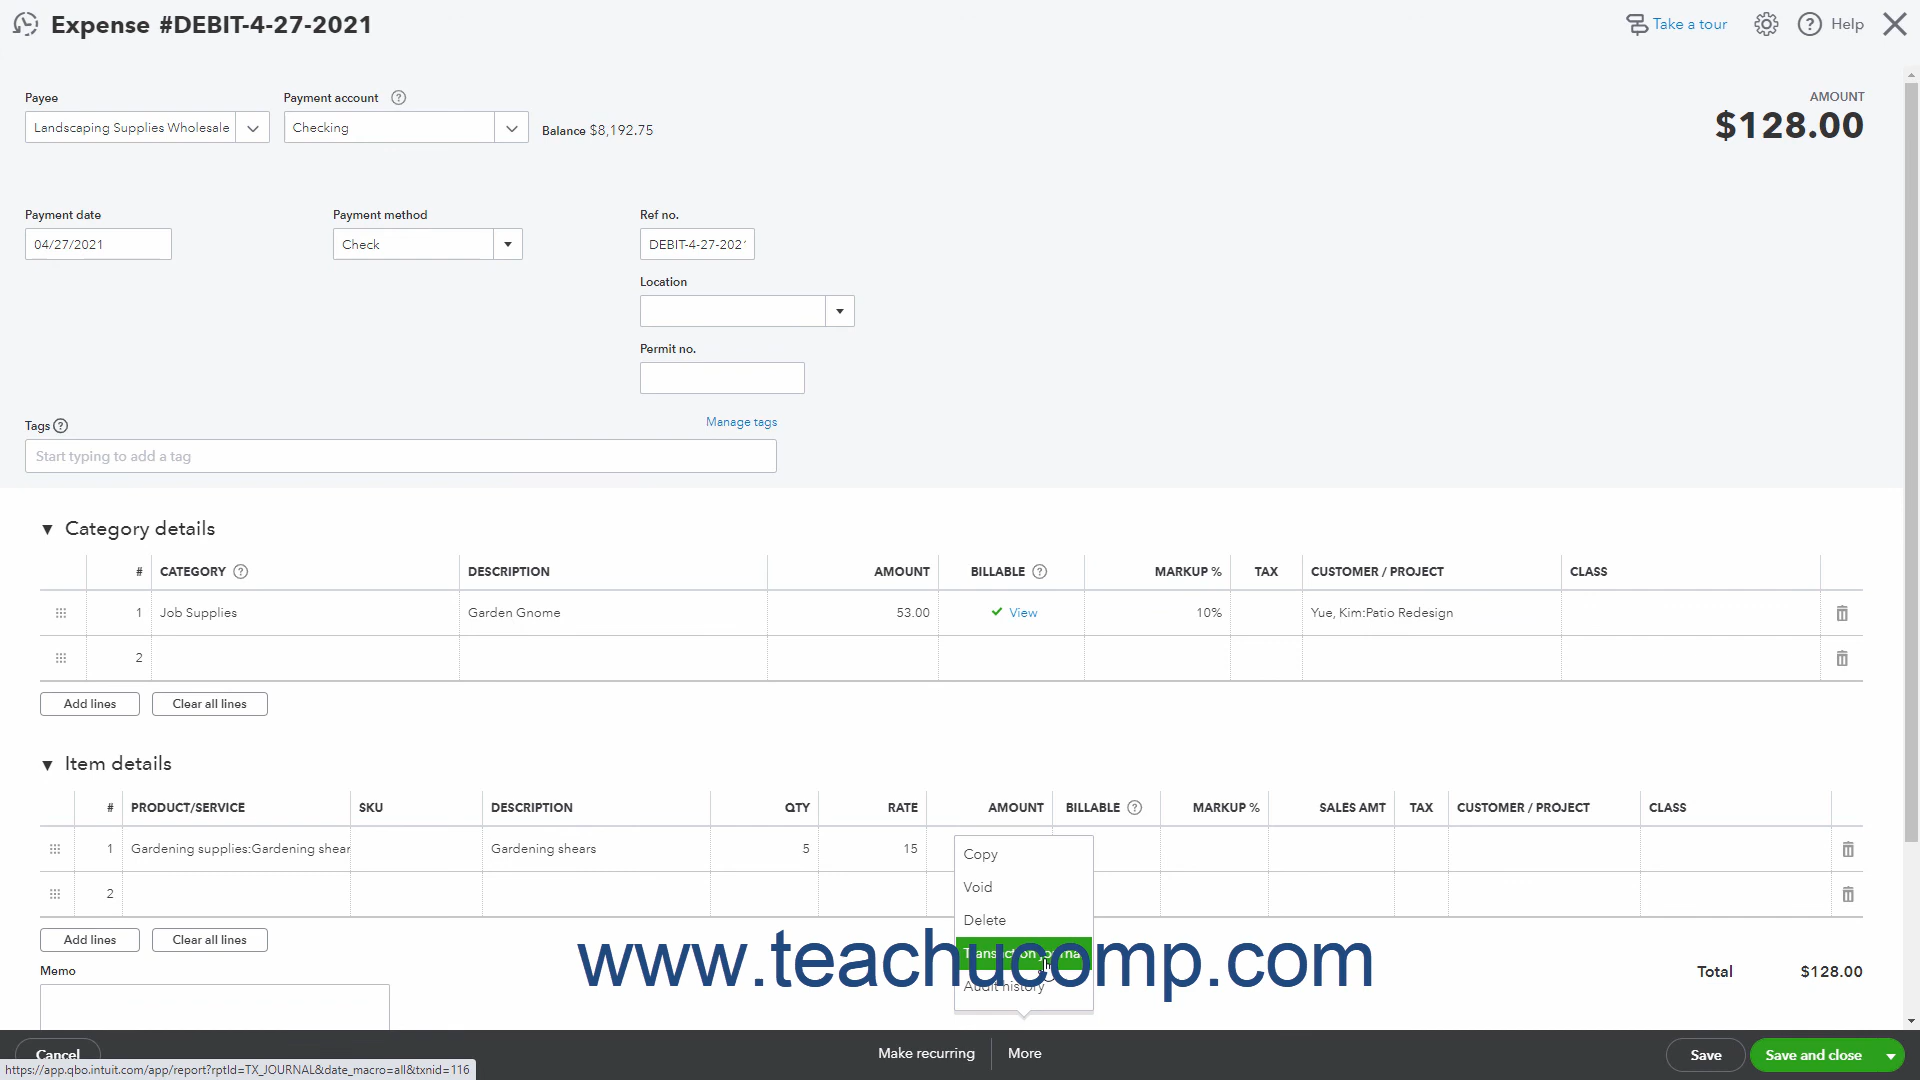 Expense #DEBIT-4-27-2021
Take a tour
Help
Payee
Payment account
AMOUNT
$128.00
Landscaping Supplies Wholesale
Checking
Balance $8,192.75
Payment date
Payment method
Ref no.
04/27/2021
Check
DEBIT-4-27-202
Location
Permit no.
Tags
Manage tags
Start typing to add a tag
Category details
# CATEGORY DESCRIPTION AMOUNT BILLABLE MARKUP % TAX CUSTOMER / PROJECT CLASS
1 Job Supplies Garden Gnome 53.00 View 10% Yue, Kim:Patio Redesign
2
Add lines Clear all lines
Item details
# PRODUCT/SERVICE SKU DESCRIPTION QTY RATE AMOUNT BILLABLE MARKUP % SALES AMT TAX CUSTOMER / PROJECT CLASS
1 Gardening supplies:Gardening shear Gardening shears 5 15
2
Copy
Void
Delete
Transaction journal
Audit history
Add lines Clear all lines
www.teachucomp.com
Memo
Total $128.00
Cancel
Make recurring
More
Save
Save and close
https://app.qbo.intuit.com/app/report?rptId=TX_JOURNAL&date_macro=all&txnid=116